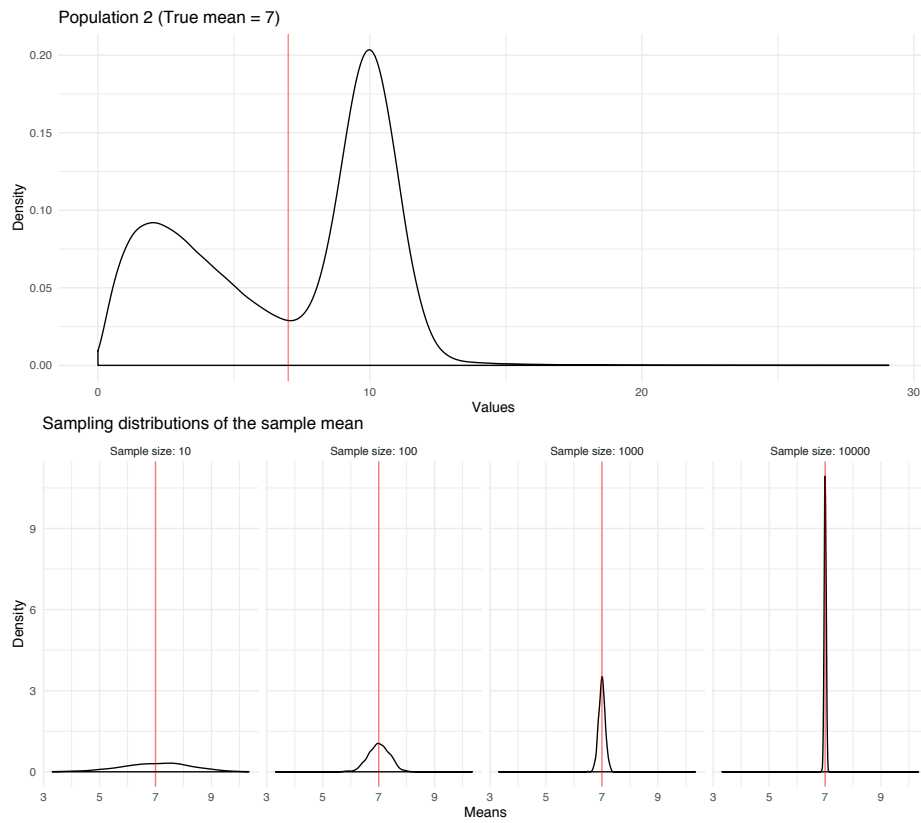 Population 2 (True mean = 7)
0.20
0.15
0.10
0.05
0.00
Density
0 10 20 30
Values
Sampling distributions of the sample mean
Sample size: 10 Sample size: 100 Sample size: 1000 Sample size: 10000
9
6
3
0
Density
3 5 7 9 3 5 7 9 3 5 7 9 3 5 7 9
Means